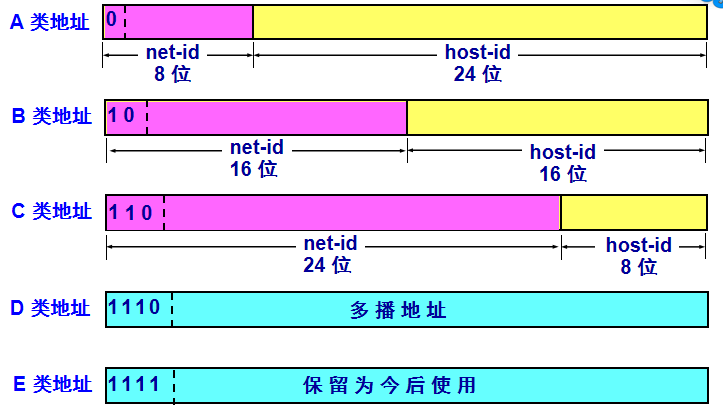 A 类地址 0
net-id host-id
8 位 24 位
B 类地址 1 0
net-id host-id
16 位 16 位
C 类地址 1 1 0
net-id host-id
24 位 8 位
D 类地址 1 1 1 0 多 播 地 址
E 类地址 1 1 1 1 保 留 为 今 后 使 用